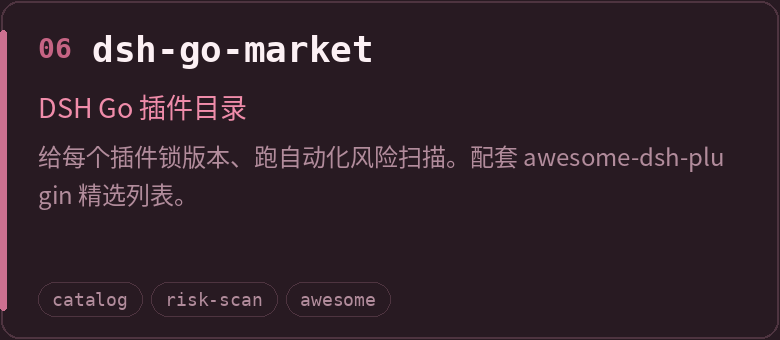 06 dsh-go-market
DSH Go 插件目录
给每个插件锁版本、跑自动化风险扫描。配套 awesome-dsh-plu
gin 精选列表。
catalog risk-scan awesome